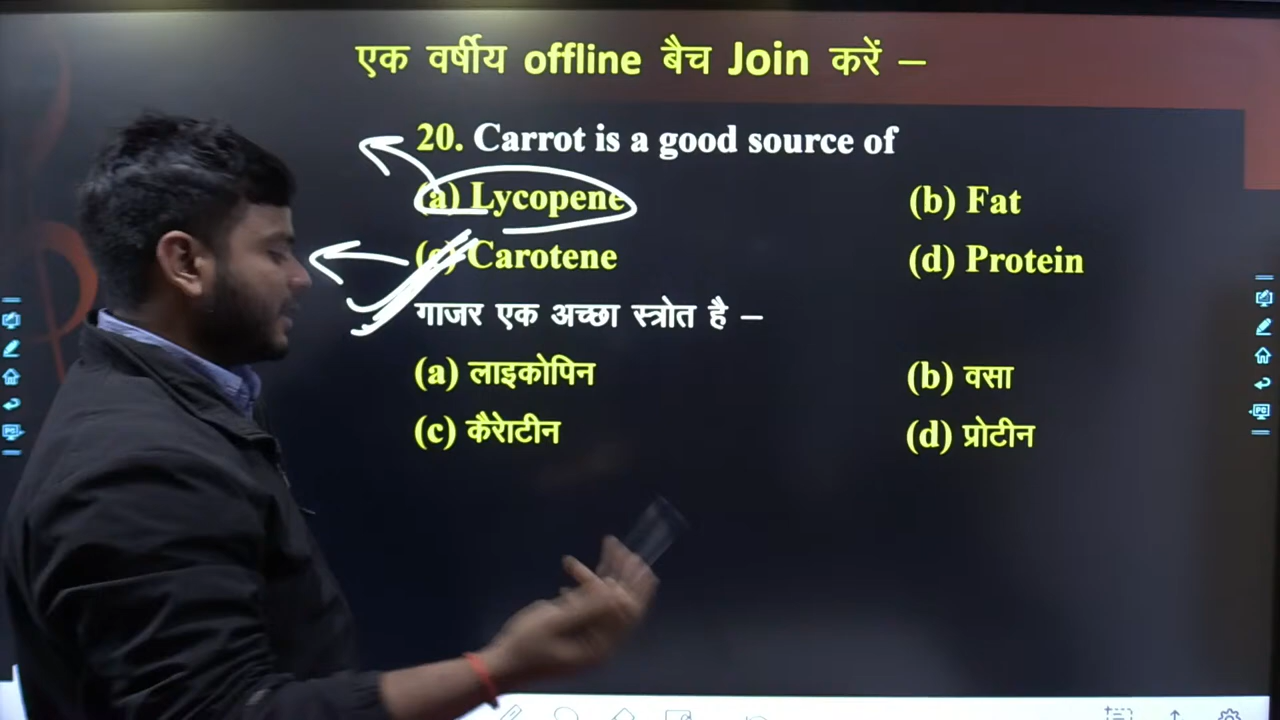 एक वर्षीय offline बैच Join करें –
20. Carrot is a good source of
(a) Lycopene (b) Fat
(c) Carotene (d) Protein
गाजर एक अच्छा स्त्रोत है –
(a) लाइकोपिन (b) वसा
(c) कैरोटीन (d) प्रोटीन